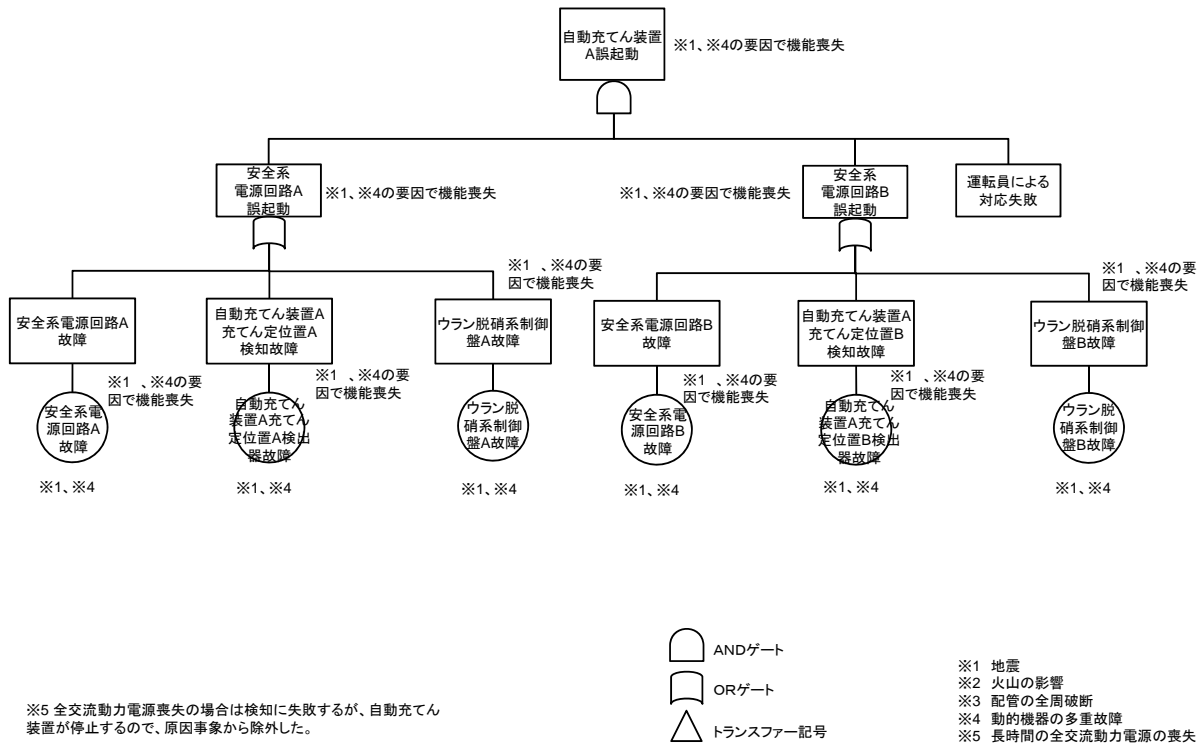 自動充てん装置
A誤起動
※1、※4の要因で機能喪失
安全系
電源回路A
誤起動
※1、※4の要因で機能喪失
※1、※4の要因で機能喪失
安全系
電源回路B
誤起動
運転員による
対応失敗
※1 、※4の要
因で機能喪失
※1 、※4の要
因で機能喪失
安全系電源回路A
故障
自動充てん装置A
充てん定位置A
検知故障
ウラン脱硝系制御
盤A故障
安全系電源回路B
故障
自動充てん装置A
充てん定位置B
検知故障
ウラン脱硝系制御
盤B故障
※1 、※4の要
因で機能喪失
※1 、※4の要
因で機能喪失
※1 、※4の要
因で機能喪失
※1 、※4の要
因で機能喪失
安全系電
源回路A
故障
自動充てん
装置A充てん
定位置A検出
器故障
ウラン脱
硝系制御
盤A故障
安全系電
源回路B
故障
自動充てん
装置A充てん
定位置B検出
器故障
ウラン脱
硝系制御
盤B故障
※1、※4
※1、※4
※1、※4
※1、※4
※1、※4
※1、※4
ANDゲート
ORゲート
トランスファー記号
※1 地震
※2 火山の影響
※3 配管の全周破断
※4 動的機器の多重故障
※5 長時間の全交流動力電源の喪失
※5 全交流動力電源喪失の場合は検知に失敗するが、自動充てん
装置が停止するので、原因事象から除外した。